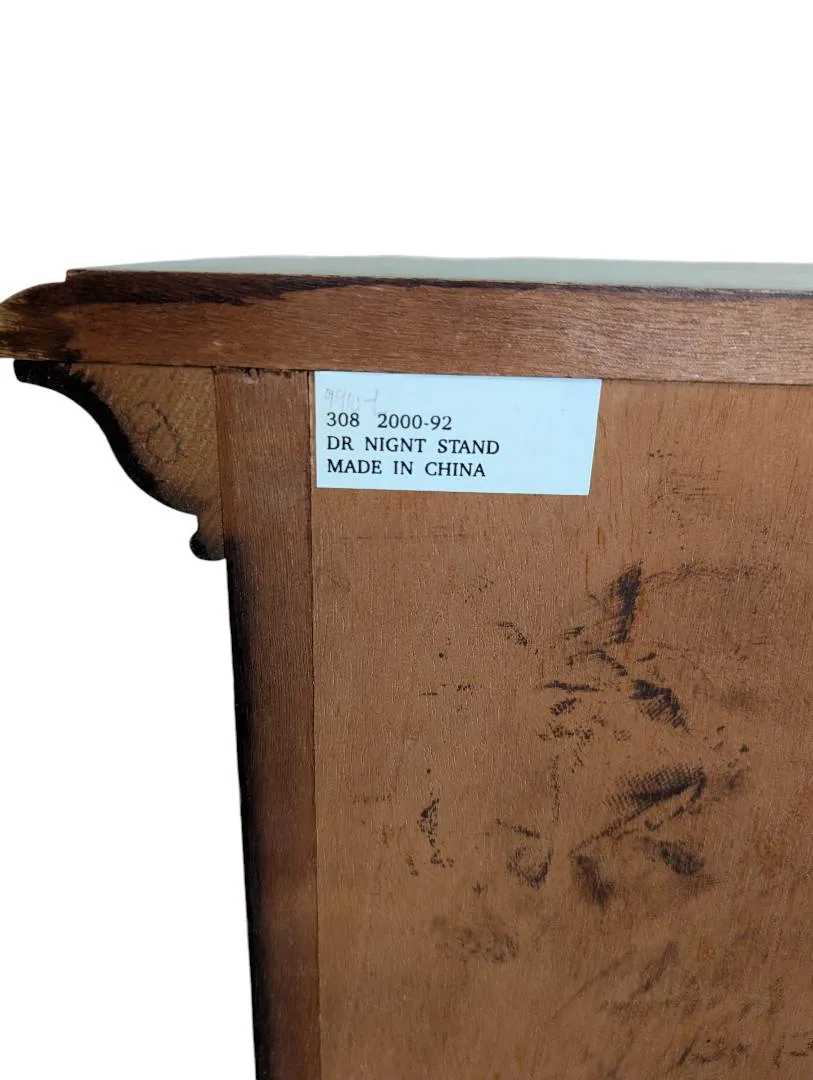 308 2000-92
DR NIGNT STAND
MADE IN CHINA